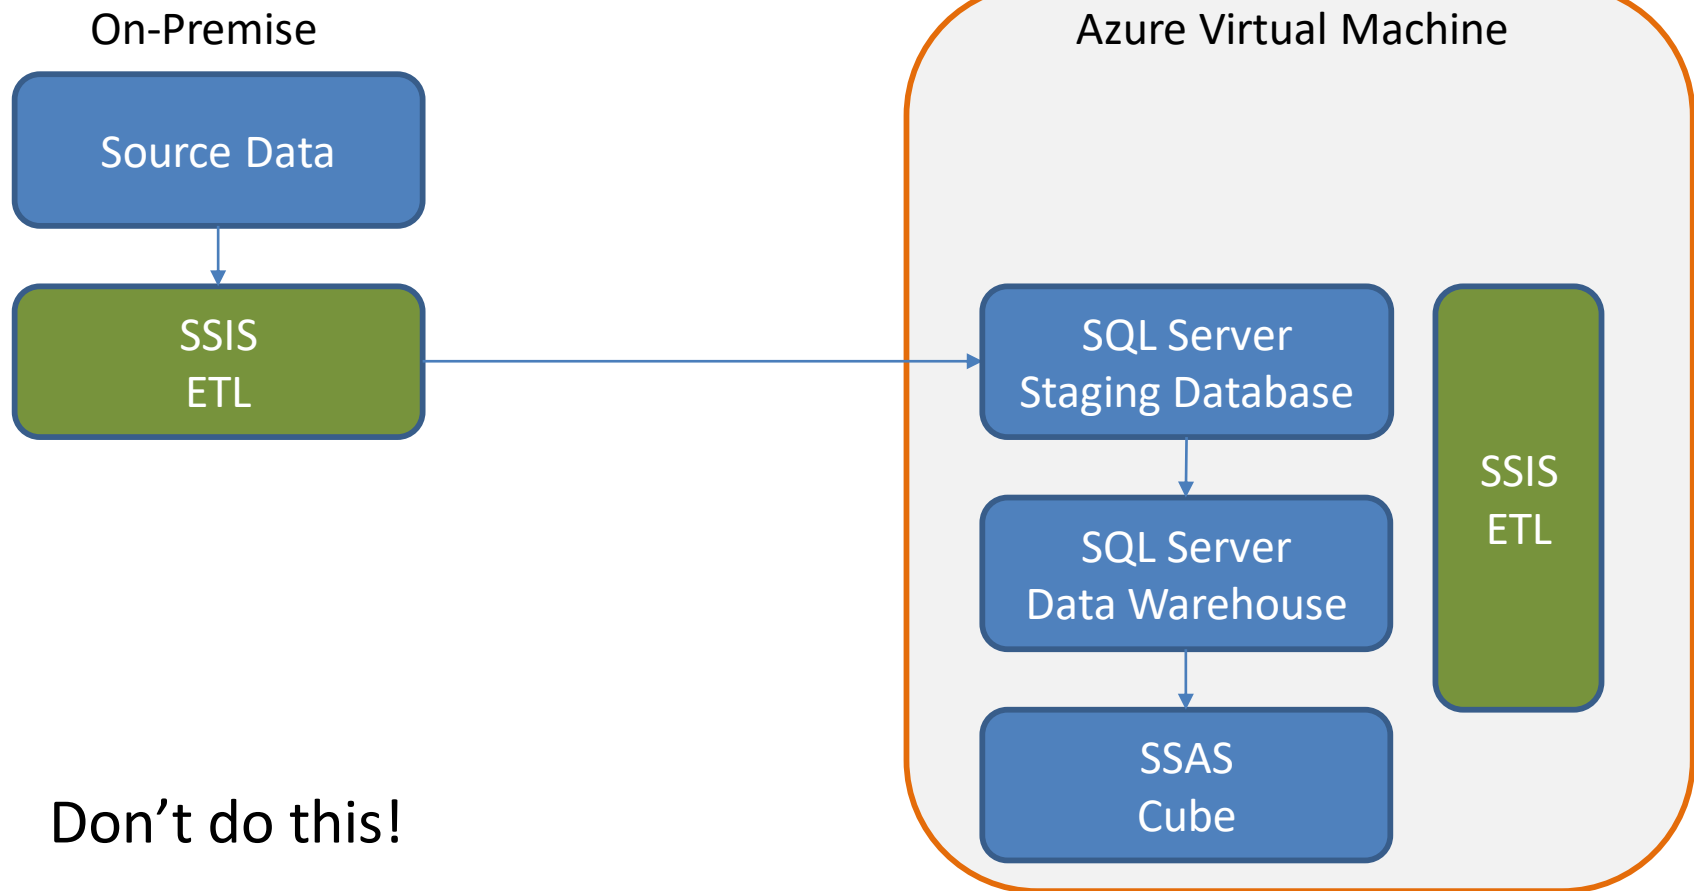 On-Premise
Source Data
SSIS
ETL
Don’t do this!
Azure Virtual Machine
SQL Server
Staging Database
SQL Server
Data Warehouse
SSAS
Cube
SSIS
ETL